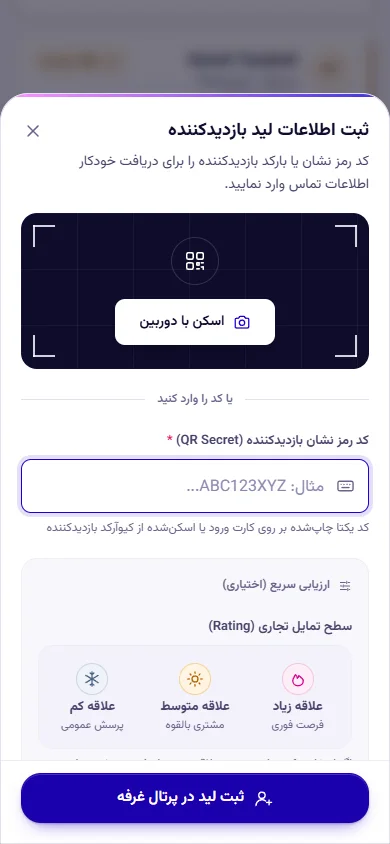 ثبت اطلاعات لید بازدیدکننده
کد رمز نشان یا بارکد بازدیدکننده را برای دریافت خودکار
اطلاعات تماس وارد نمایید.
اسکن با دوربین
یا کد را وارد کنید
کد رمز نشان بازدیدکننده (QR Secret) *
مثال: ABC123XYZ...
کد یکتا چاپ‌شده بر روی کارت ورود یا اسکن‌شده از کیوآرکد بازدیدکننده
ارزیابی سریع (اختیاری)
سطح تمایل تجاری (Rating)
علاقه زیاد
فرصت فوری
علاقه متوسط
مشتری بالقوه
علاقه کم
پرسش عمومی
ثبت لید در پرتال غرفه